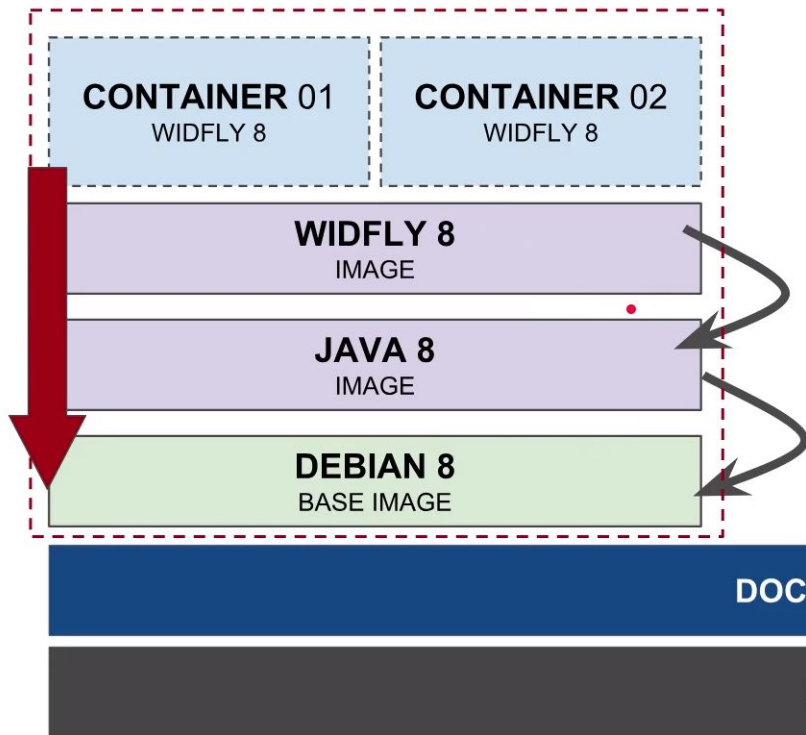 CONTAINER 01
WIDFLY 8
CONTAINER 02
WIDFLY 8
WIDFLY 8
IMAGE
JAVA 8
IMAGE
DEBIAN 8
BASE IMAGE
DOC